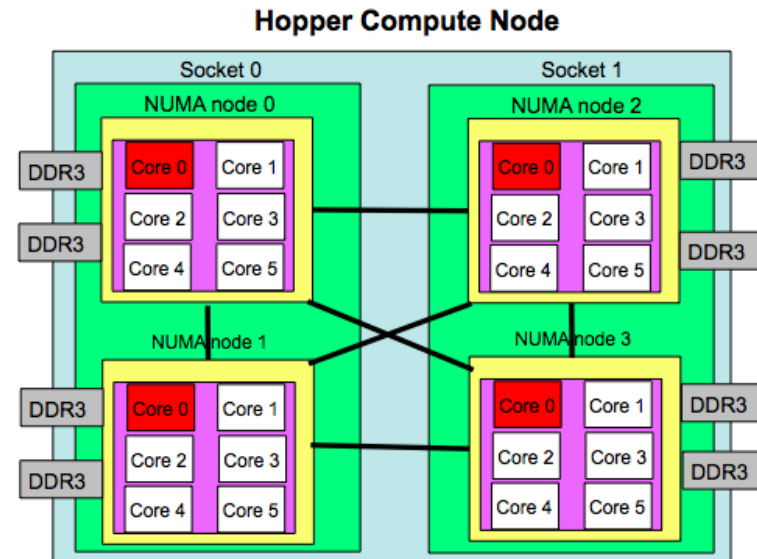 Hopper Compute Node
Socket 0
Socket 1
NUMA node 0
NUMA node 2
DDR3
Core 0
Core 1
Core 0
Core 1
DDR3
Core 2
Core 3
Core 2
Core 3
DDR3
DDR3
Core 4
Core 5
Core 4
Core 5
NUMA node 1
NUMA node 3
DDR3
Core 0
Core 1
Core 0
Core 1
DDR3
Core 2
Core 3
Core 2
Core 3
DDR3
DDR3
Core 4
Core 5
Core 4
Core 5